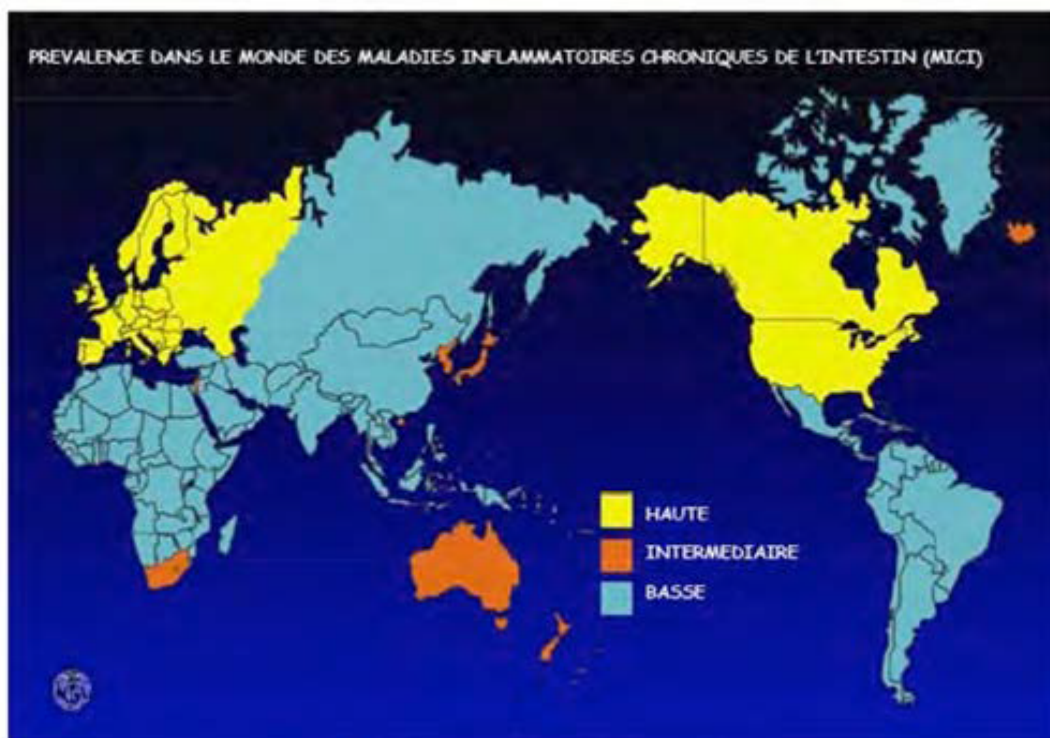 PREVALENCE DANS LE MONDE DES MALADIES INFLAMMATOIRES CHRONIQUES DE L'INTESTIN (MICI)
HAUTE
INTERMEDIAIRE
BASSE